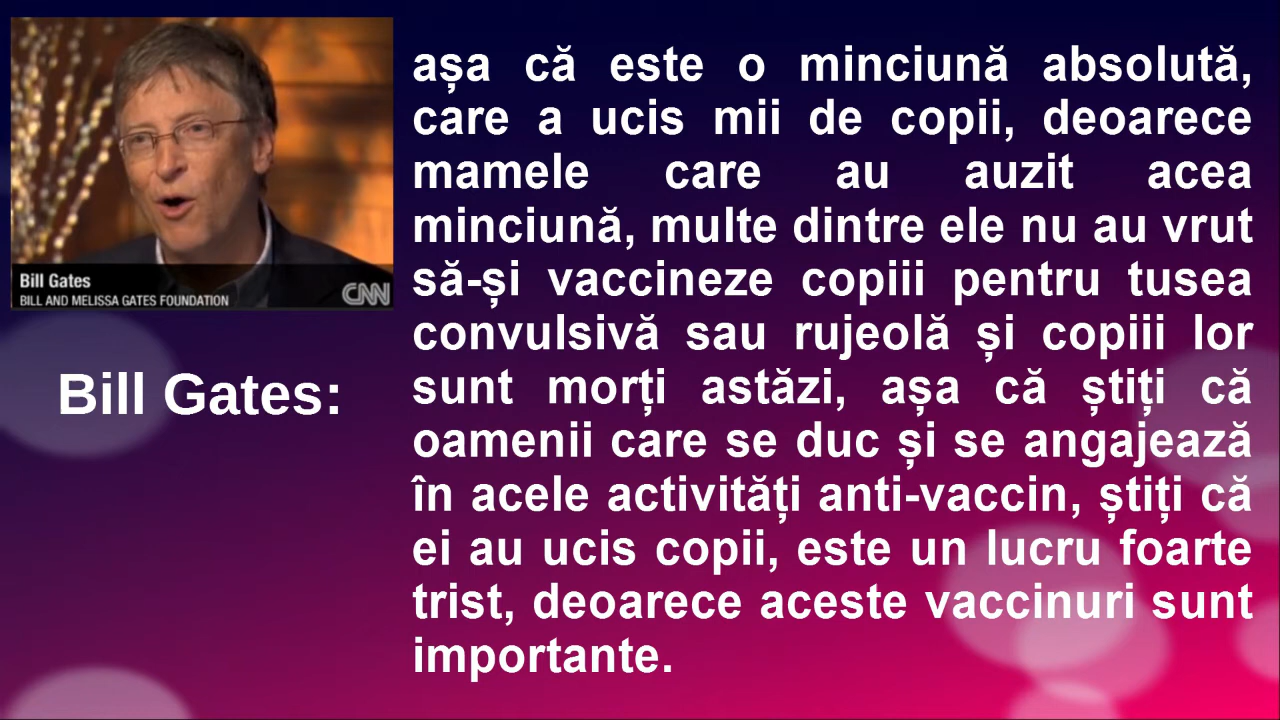 Bill Gates
BILL AND MELISSA GATES FOUNDATION
CNN
Bill Gates:
așa că este o minciună absolută,
care a ucis mii de copii, deoarece
mamele care au auzit acea
minciună, multe dintre ele nu au vrut
să-și vaccineze copiii pentru tusea
convulsivă sau rujeolă și copiii lor
sunt morți astăzi, așa că știți că
oamenii care se duc și se angajează
în acele activități anti-vaccin, știți că
ei au ucis copii, este un lucru foarte
trist, deoarece aceste vaccinuri sunt
importante.